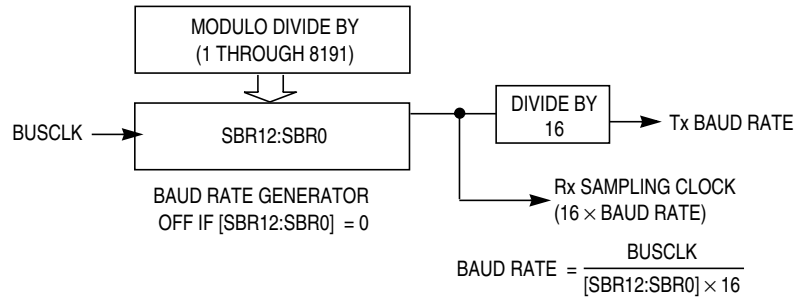 MODULO DIVIDE BY
(1 THROUGH 8191)
BUSCLK
SBR12:SBR0
DIVIDE BY
16
Tx BAUD RATE
BAUD RATE GENERATOR
OFF IF [SBR12:SBR0] = 0
Rx SAMPLING CLOCK
(16 × BAUD RATE)
BAUD RATE =
BUSCLK
[SBR12:SBR0] × 16